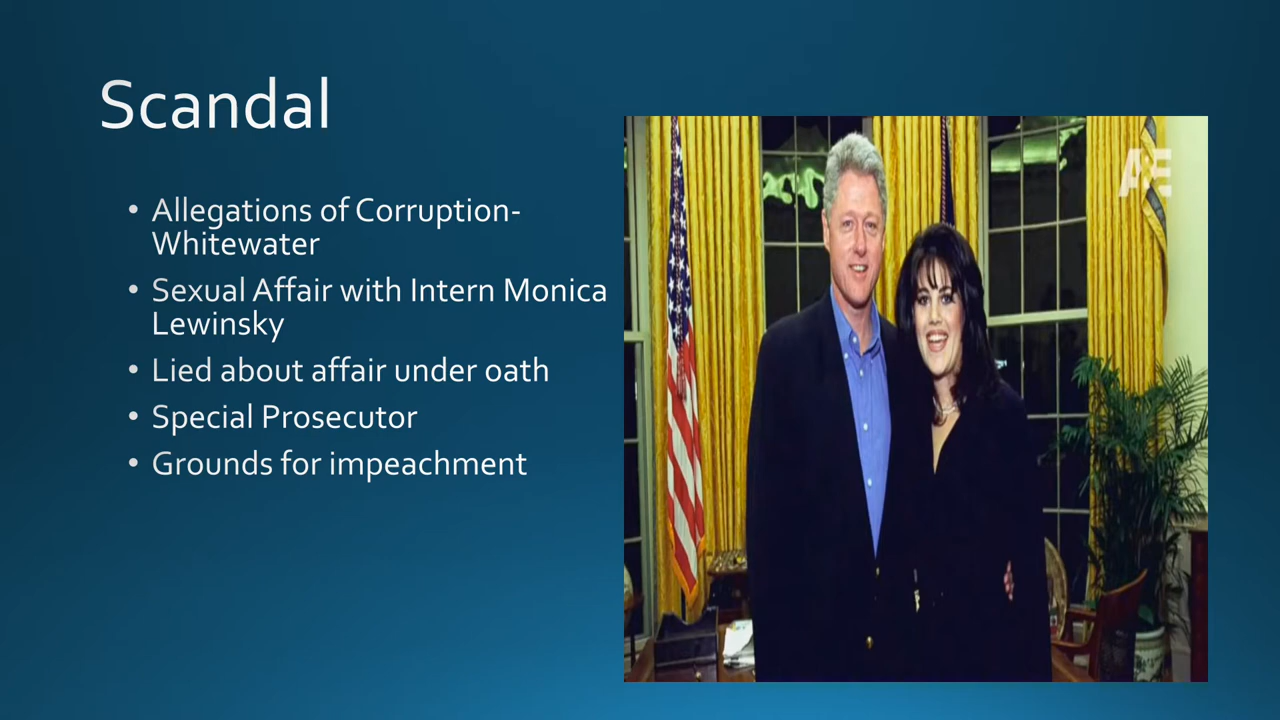 Scandal
• Allegations of Corruption-
Whitewater
• Sexual Affair with Intern Monica
Lewinsky
• Lied about affair under oath
• Special Prosecutor
• Grounds for impeachment
A&E